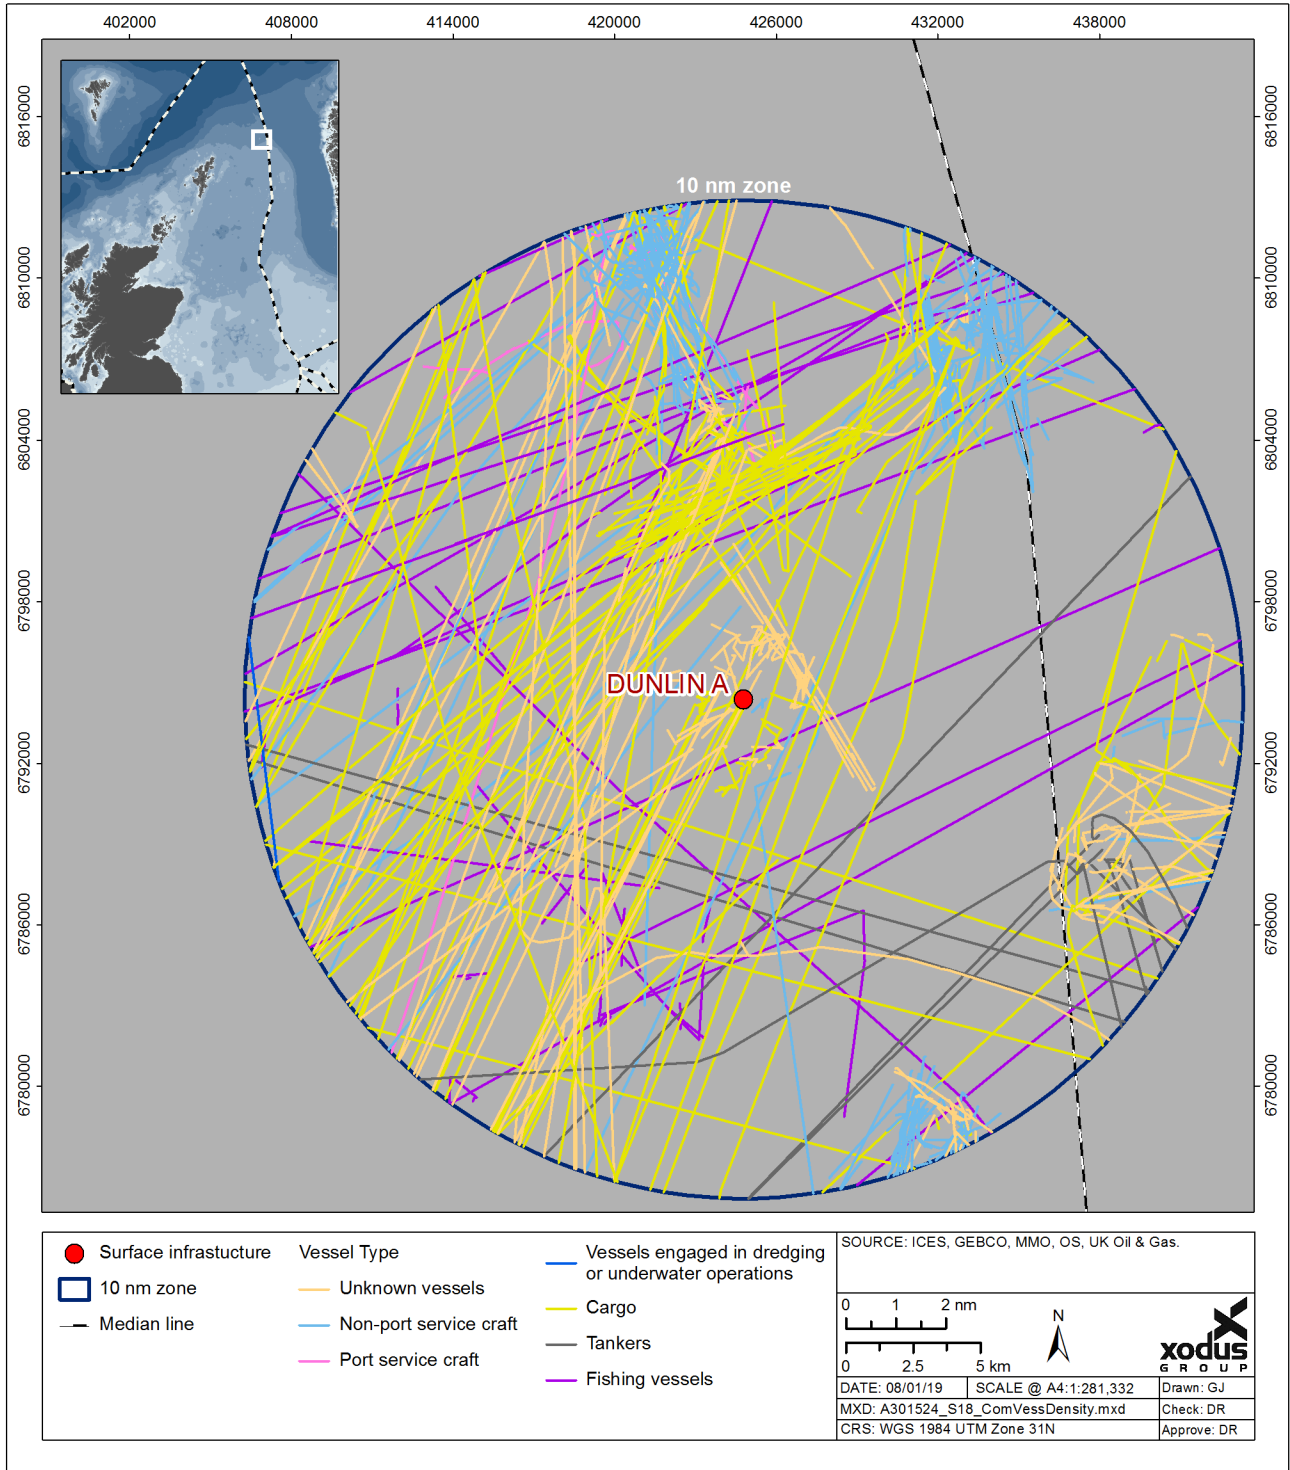 402000 408000 414000 420000 426000 432000 438000
6816000 6816000
10 nm zone
6810000 6810000
6804000 6804000
6798000 6798000
DUNLIN A
6792000 6792000
6786000 6786000
6780000 6780000
Surface infrastucture
10 nm zone
Median line
Vessel Type
Unknown vessels
Non-port service craft
Port service craft
Vessels engaged in dredging
or underwater operations
Cargo
Tankers
Fishing vessels
SOURCE: ICES, GEBCO, MMO, OS, UK Oil & Gas.
0 1 2 nm
0 2.5 5 km
N
xodus
GROUP
DATE: 08/01/19 SCALE @ A4:1:281,332 Drawn: GJ
MXD: A301524_S18_ComVessDensity.mxd Check: DR
CRS: WGS 1984 UTM Zone 31N Approve: DR